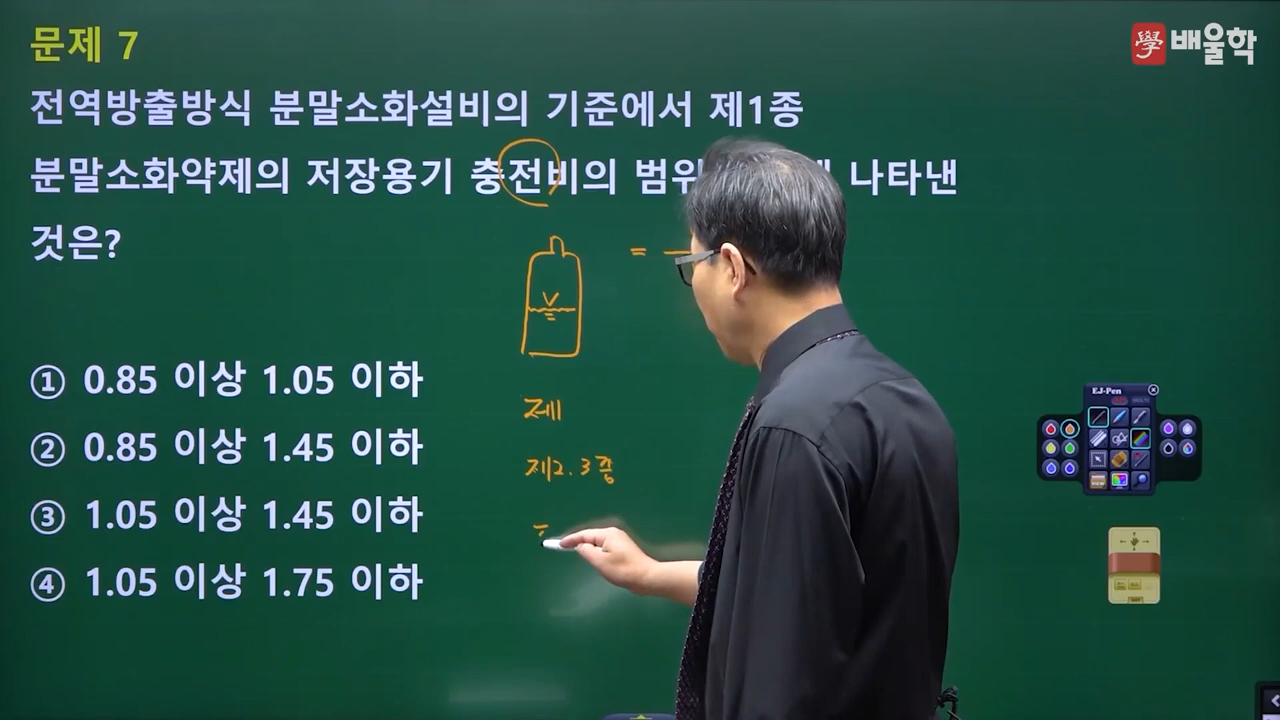 문제 7
學 배울학
전역방출방식 분말소화설비의 기준에서 제1종
분말소화약제의 저장용기 충전비의 범위 나타낸
것은?
① 0.85 이상 1.05 이하
② 0.85 이상 1.45 이하
③ 1.05 이상 1.45 이하
④ 1.05 이상 1.75 이하
=
V
제1
제2.3종
EJ-Pen